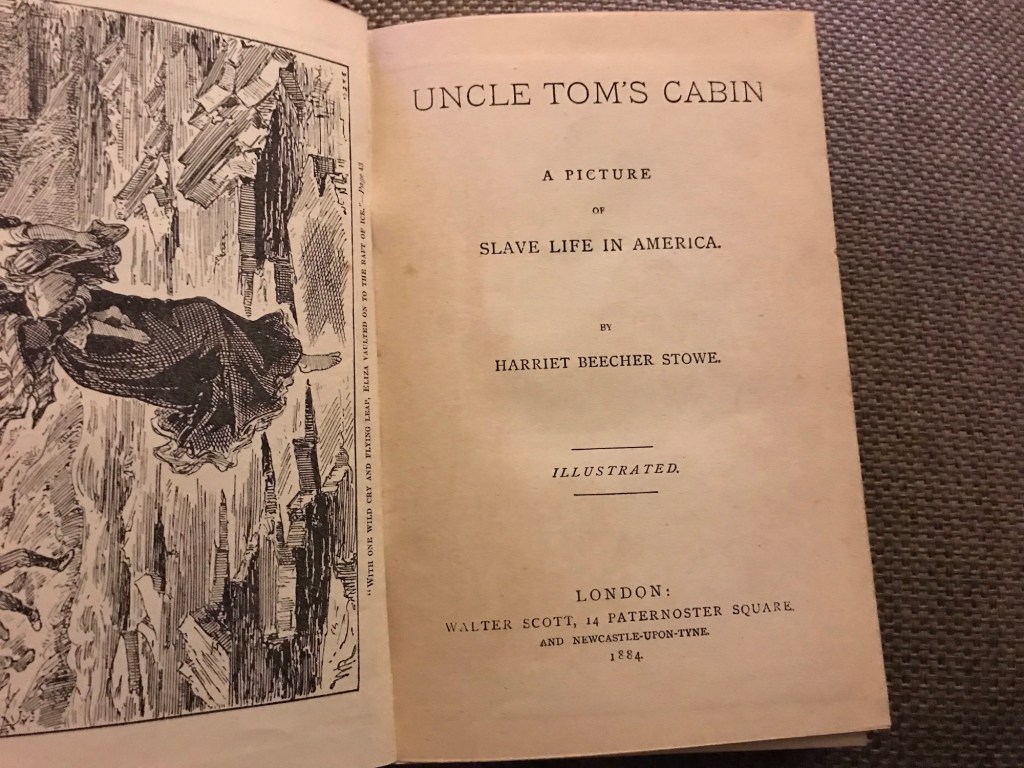 "With one wild cry and flying leap, Eliza vaulted on to the raft of ice."—Page 43
UNCLE TOM'S CABIN
A PICTURE
OF
SLAVE LIFE IN AMERICA.
BY
HARRIET BEECHER STOWE.
ILLUSTRATED.
LONDON:
WALTER SCOTT, 14 PATERNOSTER SQUARE.
AND NEWCASTLE-UPON-TYNE.
1884.